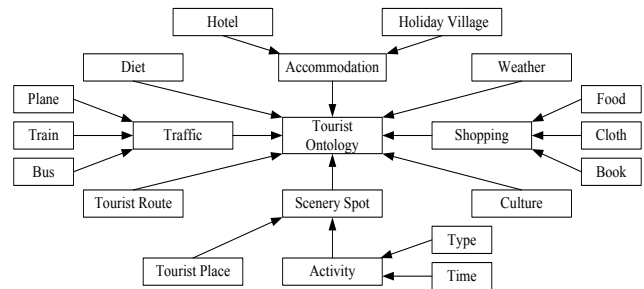 Hotel
Holiday Village
Diet
Accommodation
Weather
Plane
Food
Train
Traffic
Tourist
Ontology
Shopping
Cloth
Bus
Book
Tourist Route
Scenery Spot
Culture
Type
Tourist Place
Activity
Time